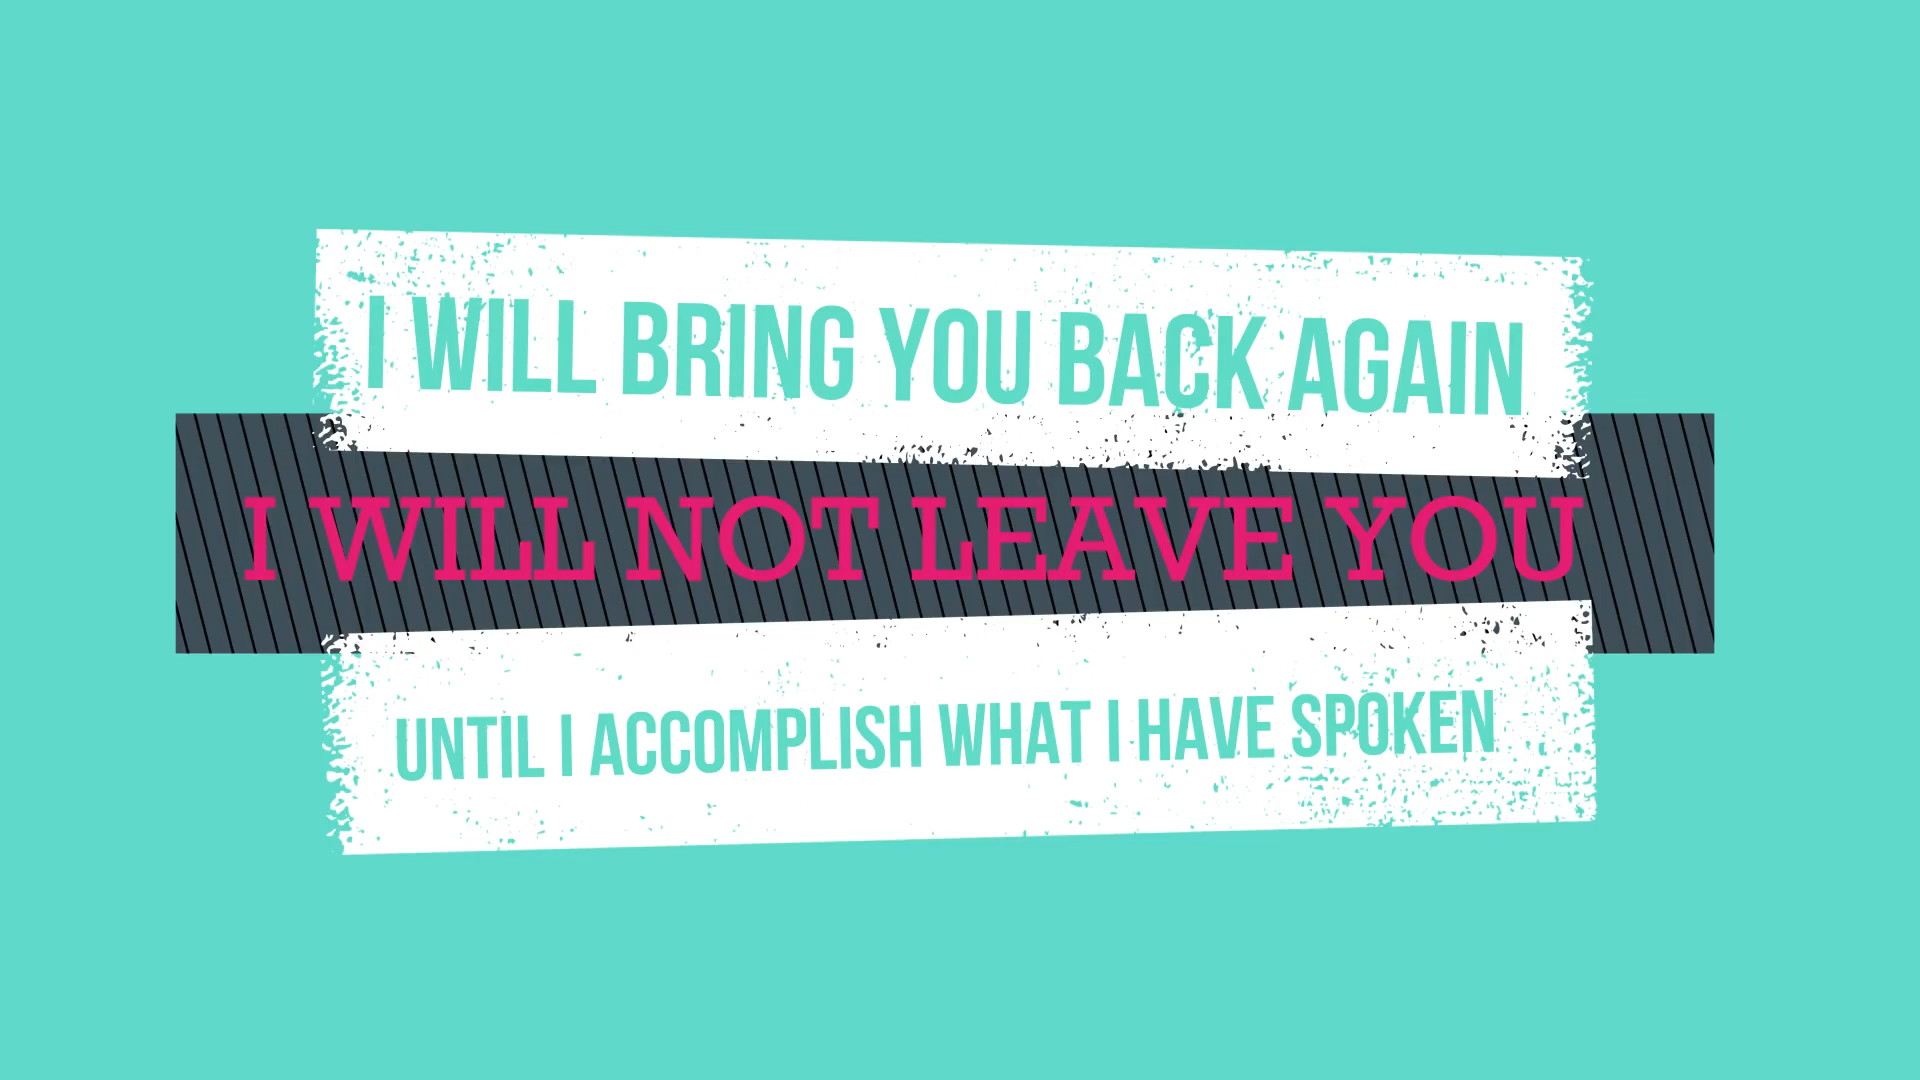 I WILL BRING YOU BACK AGAIN
I WILL NOT LEAVE YOU
UNTIL I ACCOMPLISH WHAT I HAVE SPOKEN